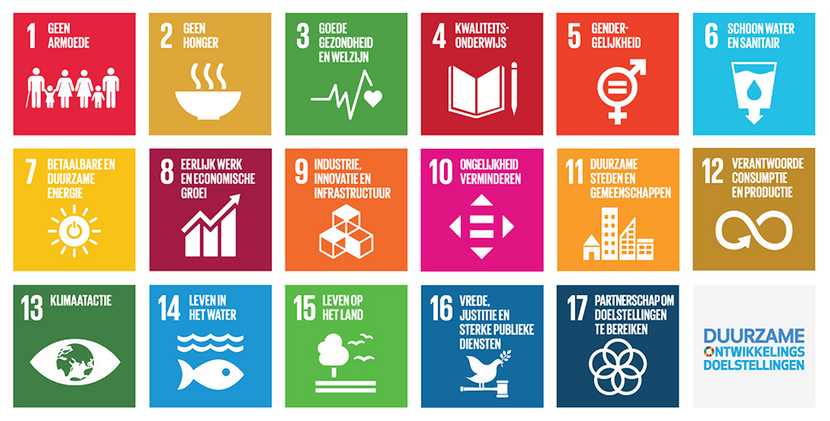 1 GEEN
ARMOEDE
2 GEEN
HONGER
3 GOEDE
GEZONDHEID
EN WELZIJN
4 KWALITEITS-
ONDERWIJS
5 GENDER-
GELIJKHEID
6 SCHOON WATER
EN SANITAIR
7 BETAALBARE EN
DUURZAME
ENERGIE
8 EERLIJK WERK
EN ECONOMISCHE
GROEI
9 INDUSTRIE,
INNOVATIE EN
INFRASTRUCTUUR
10 ONGELIJKHEID
VERMINDEREN
11 DUURZAME
STEDEN EN
GEMEENSCHAPPEN
12 VERANTWOORDE
CONSUMPTIE
EN PRODUCTIE
13 KLIMAATACTIE
14 LEVEN IN
HET WATER
15 LEVEN OP
HET LAND
16 VREDE,
JUSTITIE EN
STERKE PUBLIEKE
DIENSTEN
17 PARTNERSCHAP OM
DOELSTELLINGEN
TE BEREIKEN
DUURZAME
ONTWIKKELINGS
DOELSTELLINGEN